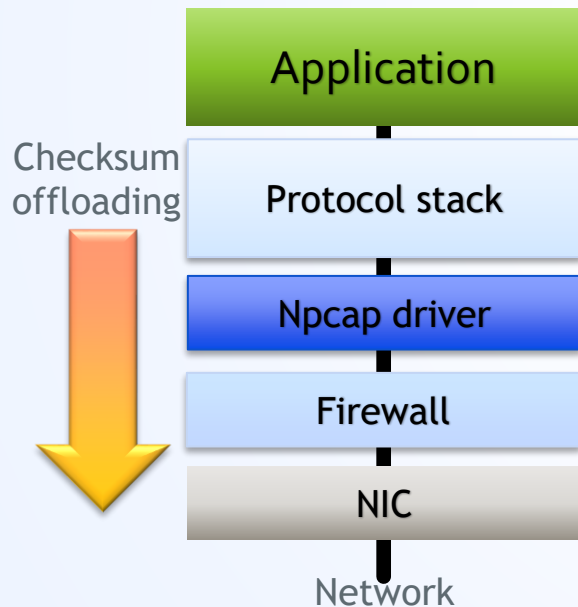 Application
Checksum
offloading
Protocol stack
Npcap driver
Firewall
NIC
Network